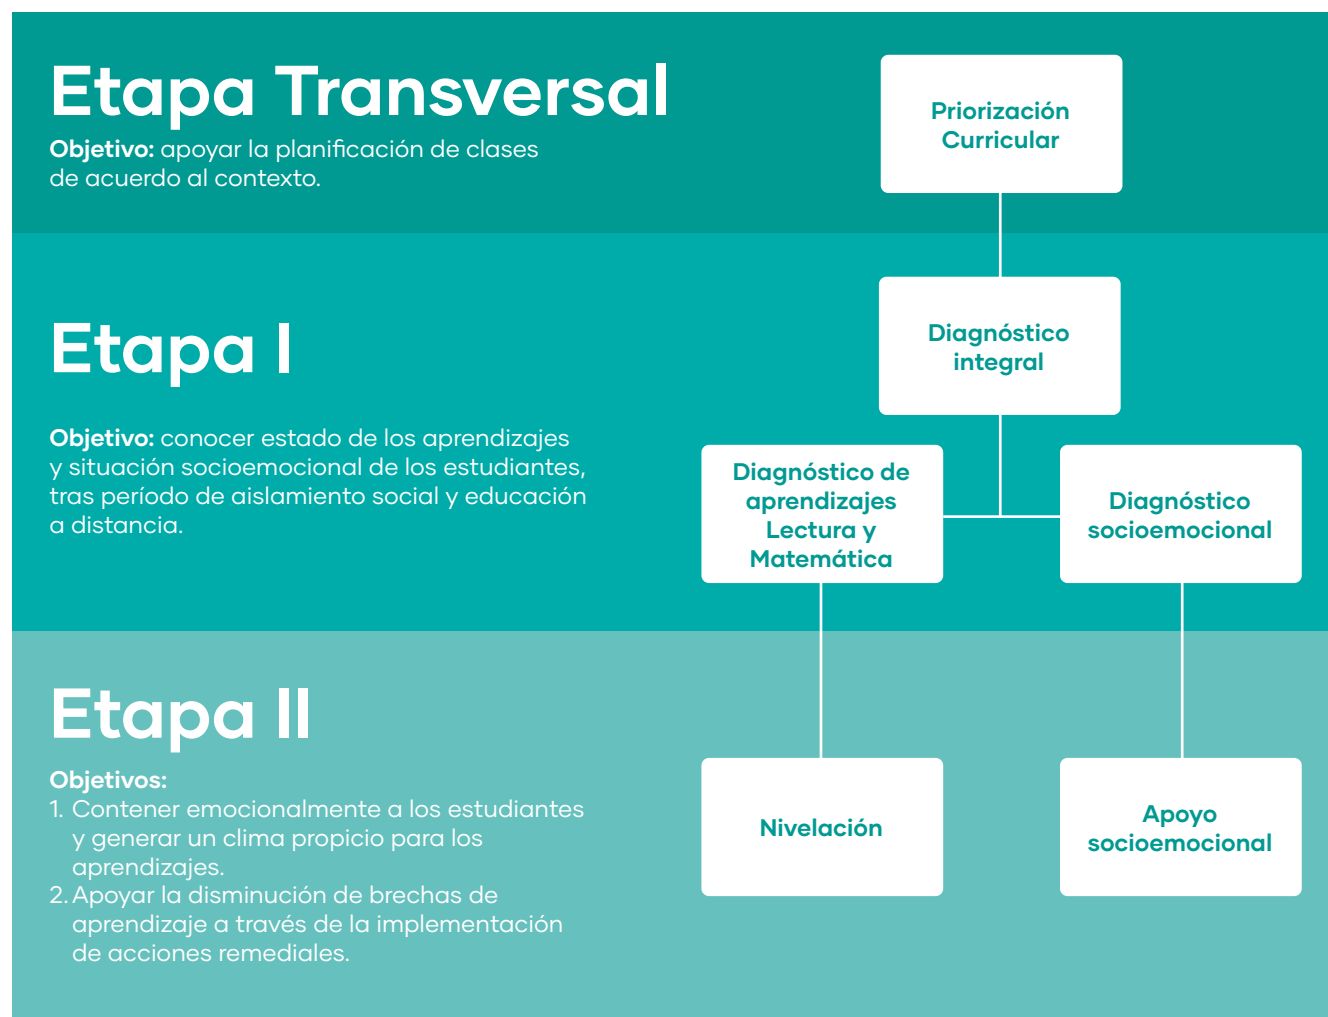 Etapa Transversal
Objetivo: apoyar la planificación de clases
de acuerdo al contexto.
Priorización
Curricular
Etapa I
Objetivo: conocer estado de los aprendizajes
y situación socioemocional de los estudiantes,
tras período de aislamiento social y educación
a distancia.
Diagnóstico
integral
Diagnóstico de
aprendizajes
Lectura y
Matemática
Diagnóstico
socioemocional
Etapa II
Objetivos:
1. Contener emocionalmente a los estudiantes
y generar un clima propicio para los
aprendizajes.
2. Apoyar la disminución de brechas de
aprendizaje a través de la implementación
de acciones remediales.
Nivelación
Apoyo
socioemocional